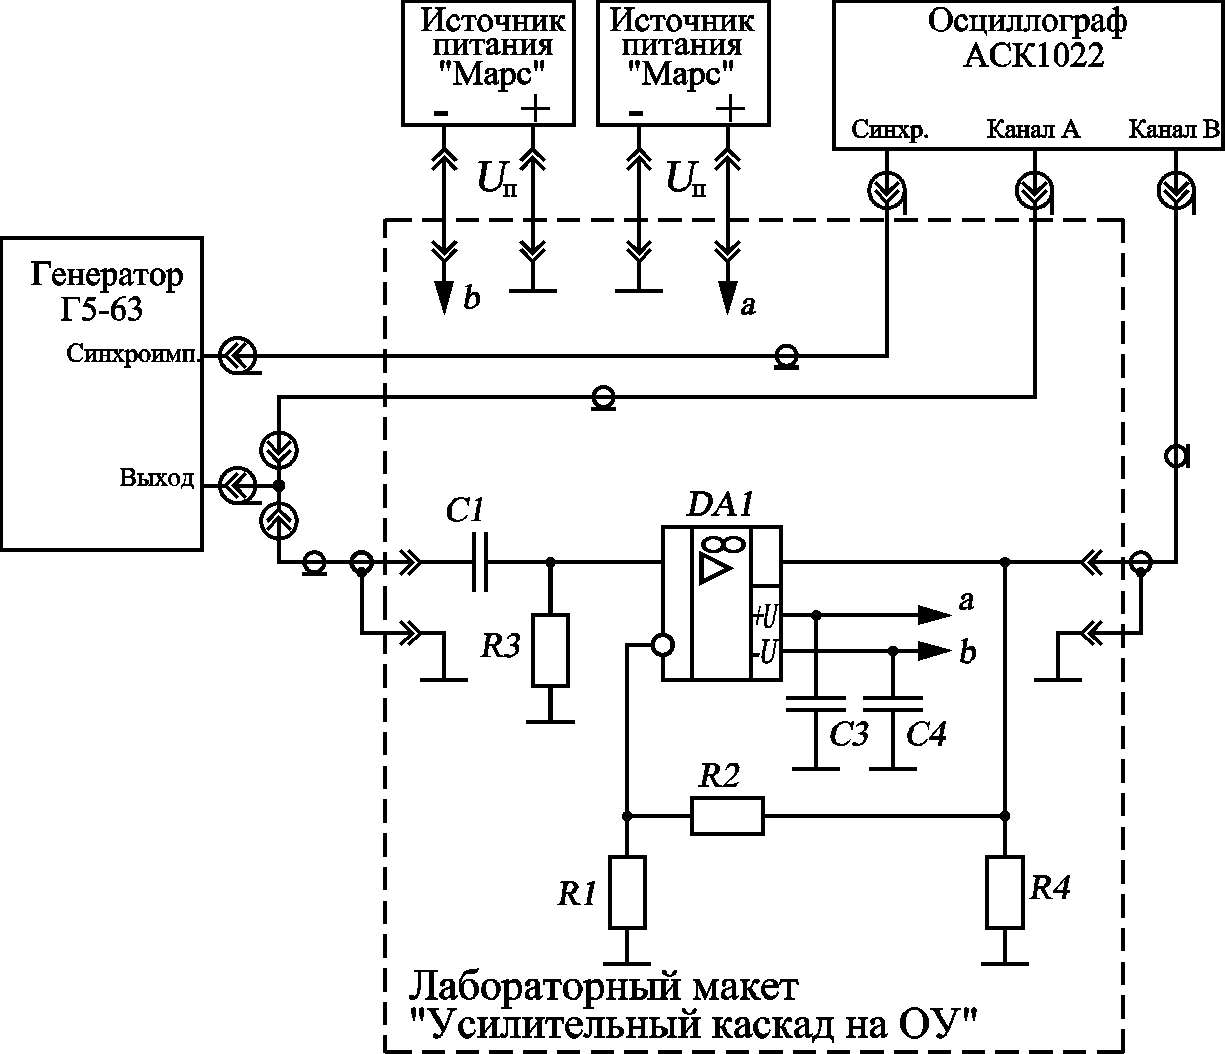 Источник
питания
"Марс"
- +
Источник
питания
"Марс"
- +
Осциллограф
АСК1022
Синхр. Канал А Канал В
Uп
Uп
b
a
Генератор
Г5-63
Синхроимп.
Выход
C1
DA1
∞
a
+U
R3
-U
b
C3
C4
R2
R1
R4
Лабораторный макет
"Усилительный каскад на ОУ"